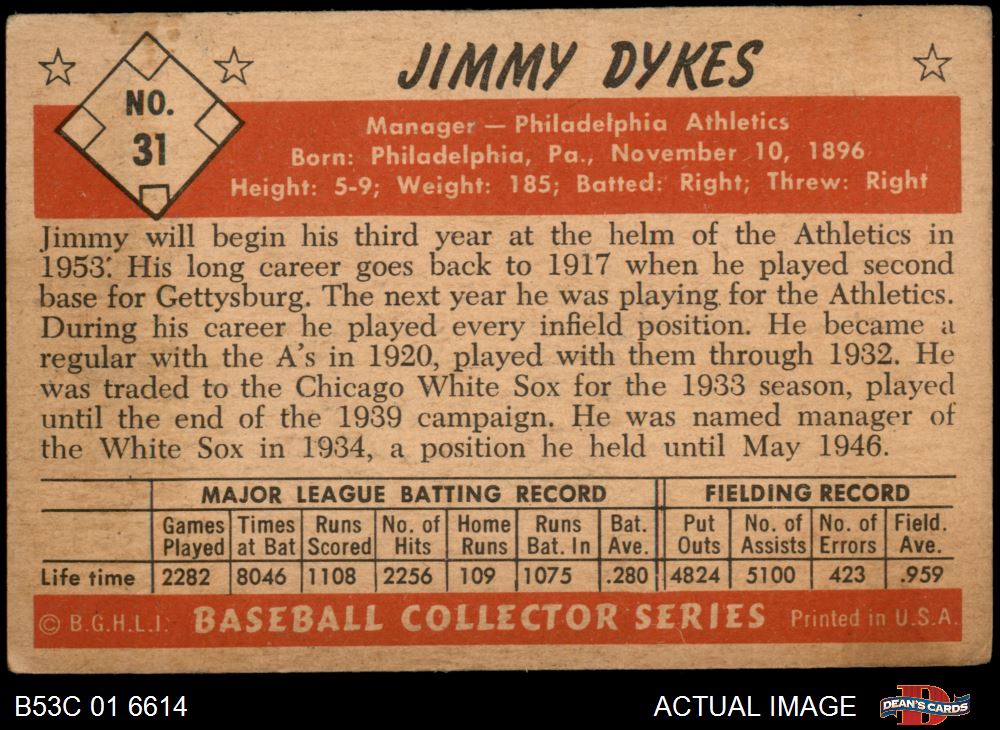 NO.
31
JIMMY DYKES
Manager — Philadelphia Athletics
Born: Philadelphia, Pa., November 10, 1896
Height: 5-9; Weight: 185; Batted: Right; Threw: Right
Jimmy will begin his third year at the helm of the Athletics in
1953. His long career goes back to 1917 when he played second
base for Gettysburg. The next year he was playing for the Athletics.
During his career he played every infield position. He became a
regular with the A's in 1920, played with them through 1932. He
was traded to the Chicago White Sox for the 1933 season, played
until the end of the 1939 campaign. He was named manager of
the White Sox in 1934, a position he held until May 1946.
MAJOR LEAGUE BATTING RECORD FIELDING RECORD
Games Times Runs No. of Home Runs Bat. Put No. of No. of Field.
Played at Bat Scored Hits Runs Bat. In Ave. Outs Assists Errors Ave.
Life time 2282 8046 1108 2256 109 1075 .280 4824 5100 423 .959
© B.G.H.L.I. BASEBALL COLLECTOR SERIES Printed in U.S.A.
B53C 01 6614 ACTUAL IMAGE DEAN'S CARDS